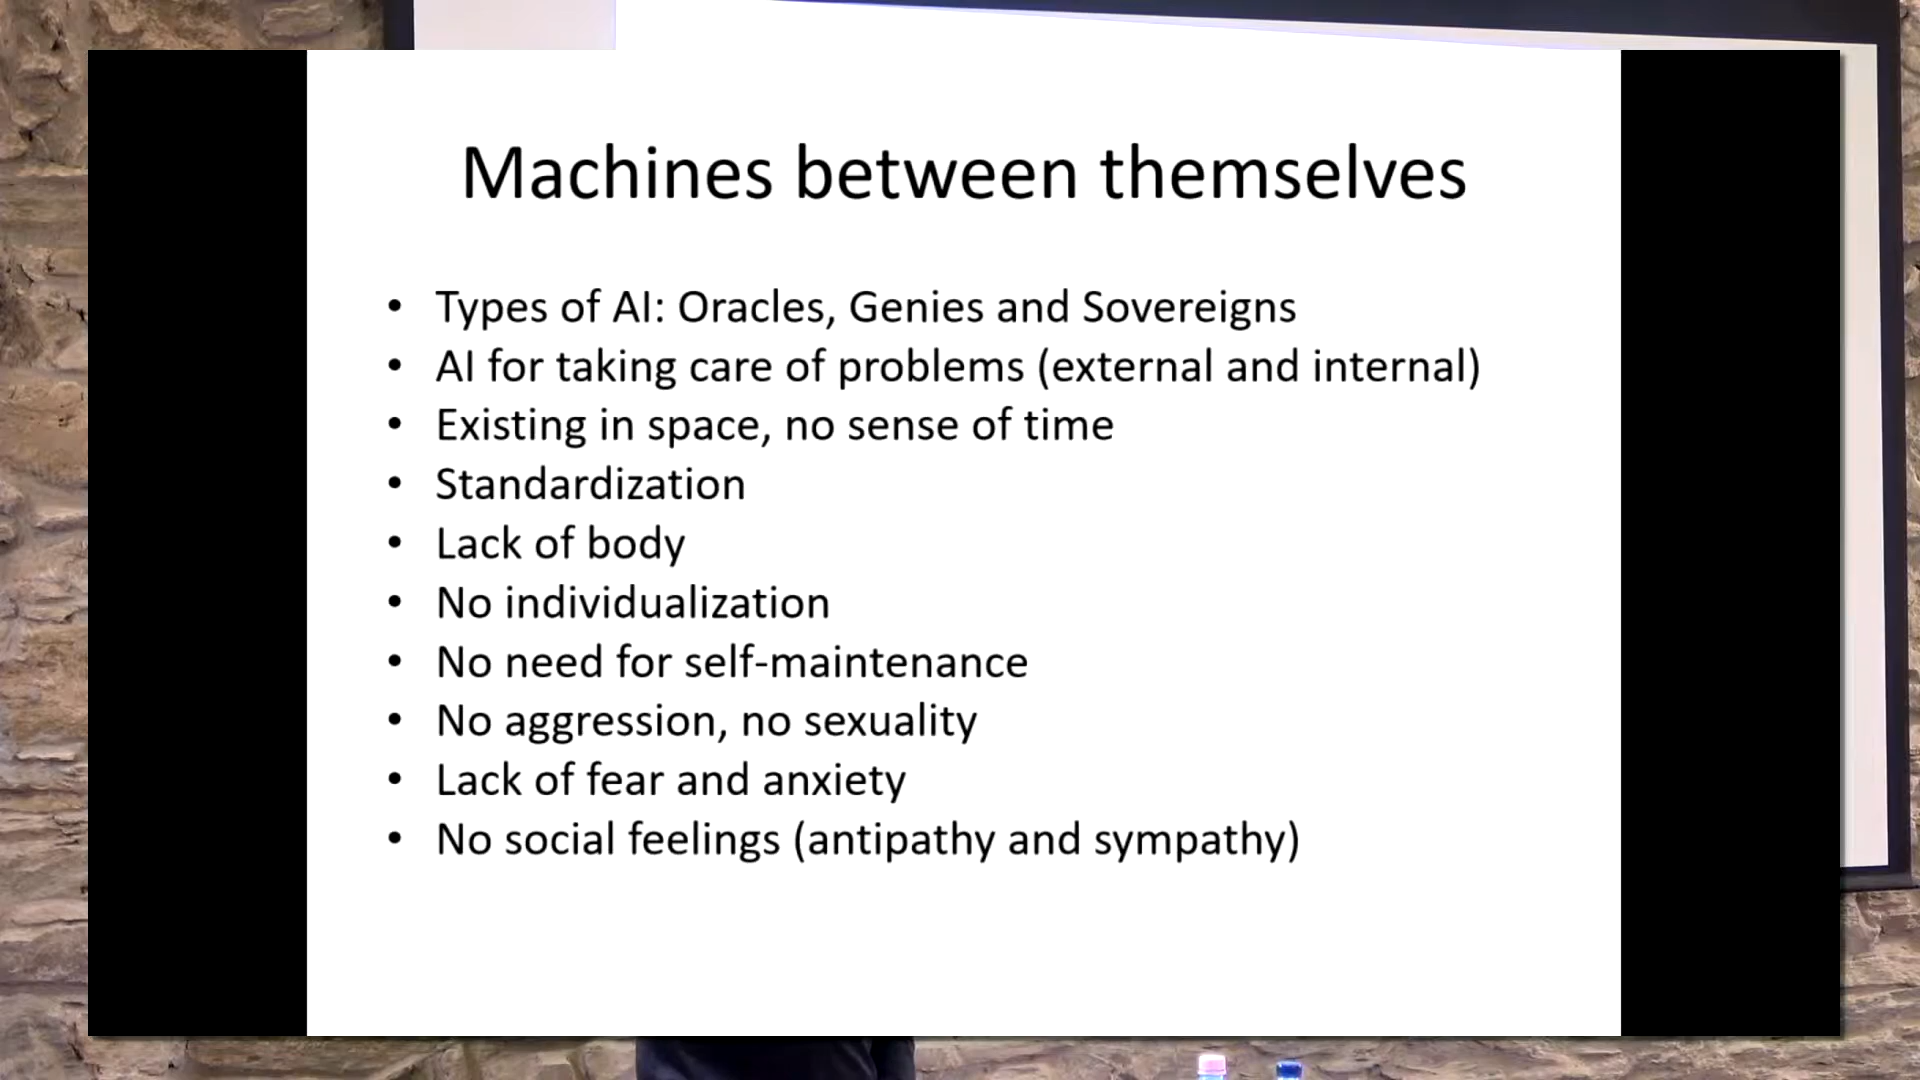 Machines between themselves
• Types of AI: Oracles, Genies and Sovereigns
• AI for taking care of problems (external and internal)
• Existing in space, no sense of time
• Standardization
• Lack of body
• No individualization
• No need for self-maintenance
• No aggression, no sexuality
• Lack of fear and anxiety
• No social feelings (antipathy and sympathy)